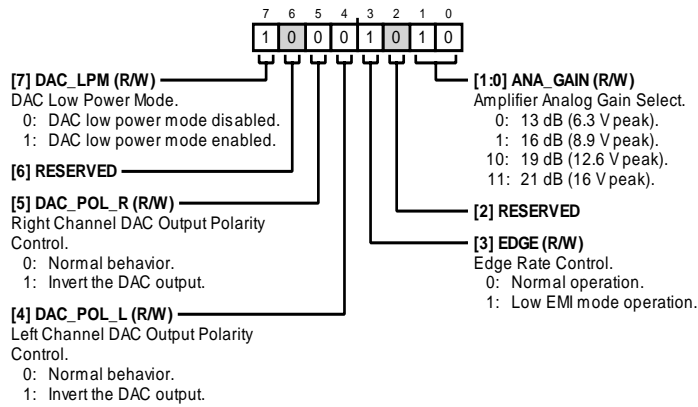 7 6 5 4 3 2 1 0
1 0 0 0 1 0 1 0
[7] DAC_LPM (R/W)
DAC Low Power Mode.
0: DAC low power mode disabled.
1: DAC low power mode enabled.
[6] RESERVED
[5] DAC_POL_R (R/W)
Right Channel DAC Output Polarity
Control.
0: Normal behavior.
1: Invert the DAC output.
[4] DAC_POL_L (R/W)
Left Channel DAC Output Polarity
Control.
0: Normal behavior.
1: Invert the DAC output.
[1:0] ANA_GAIN (R/W)
Amplifier Analog Gain Select.
0: 13 dB (6.3 V peak).
1: 16 dB (8.9 V peak).
10: 19 dB (12.6 V peak).
11: 21 dB (16 V peak).
[2] RESERVED
[3] EDGE (R/W)
Edge Rate Control.
0: Normal operation.
1: Low EMI mode operation.